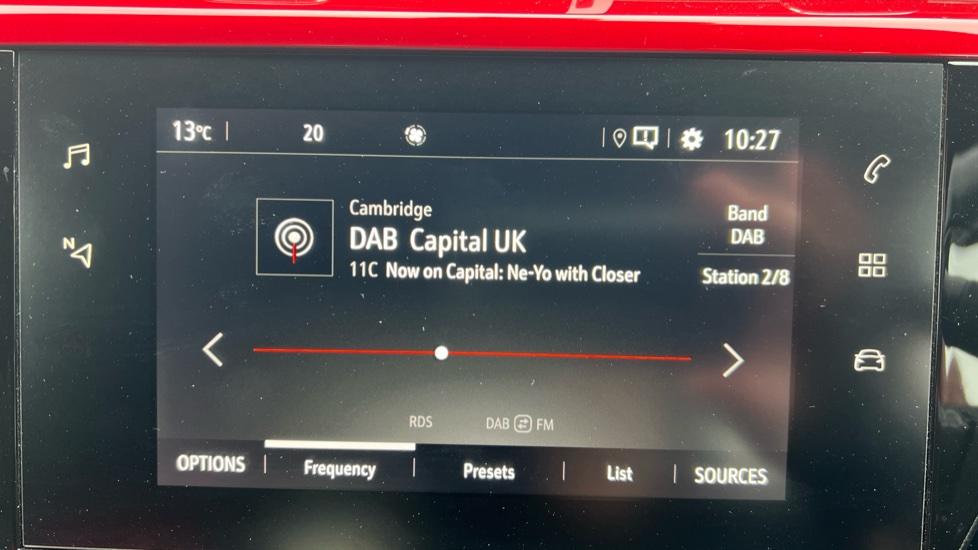 13°C 20 10:27
Cambridge
DAB Capital UK
11C Now on Capital: Ne-Yo with Closer
Band
DAB
Station 2/8
N
RDS DAB FM
OPTIONS Frequency Presets List SOURCES